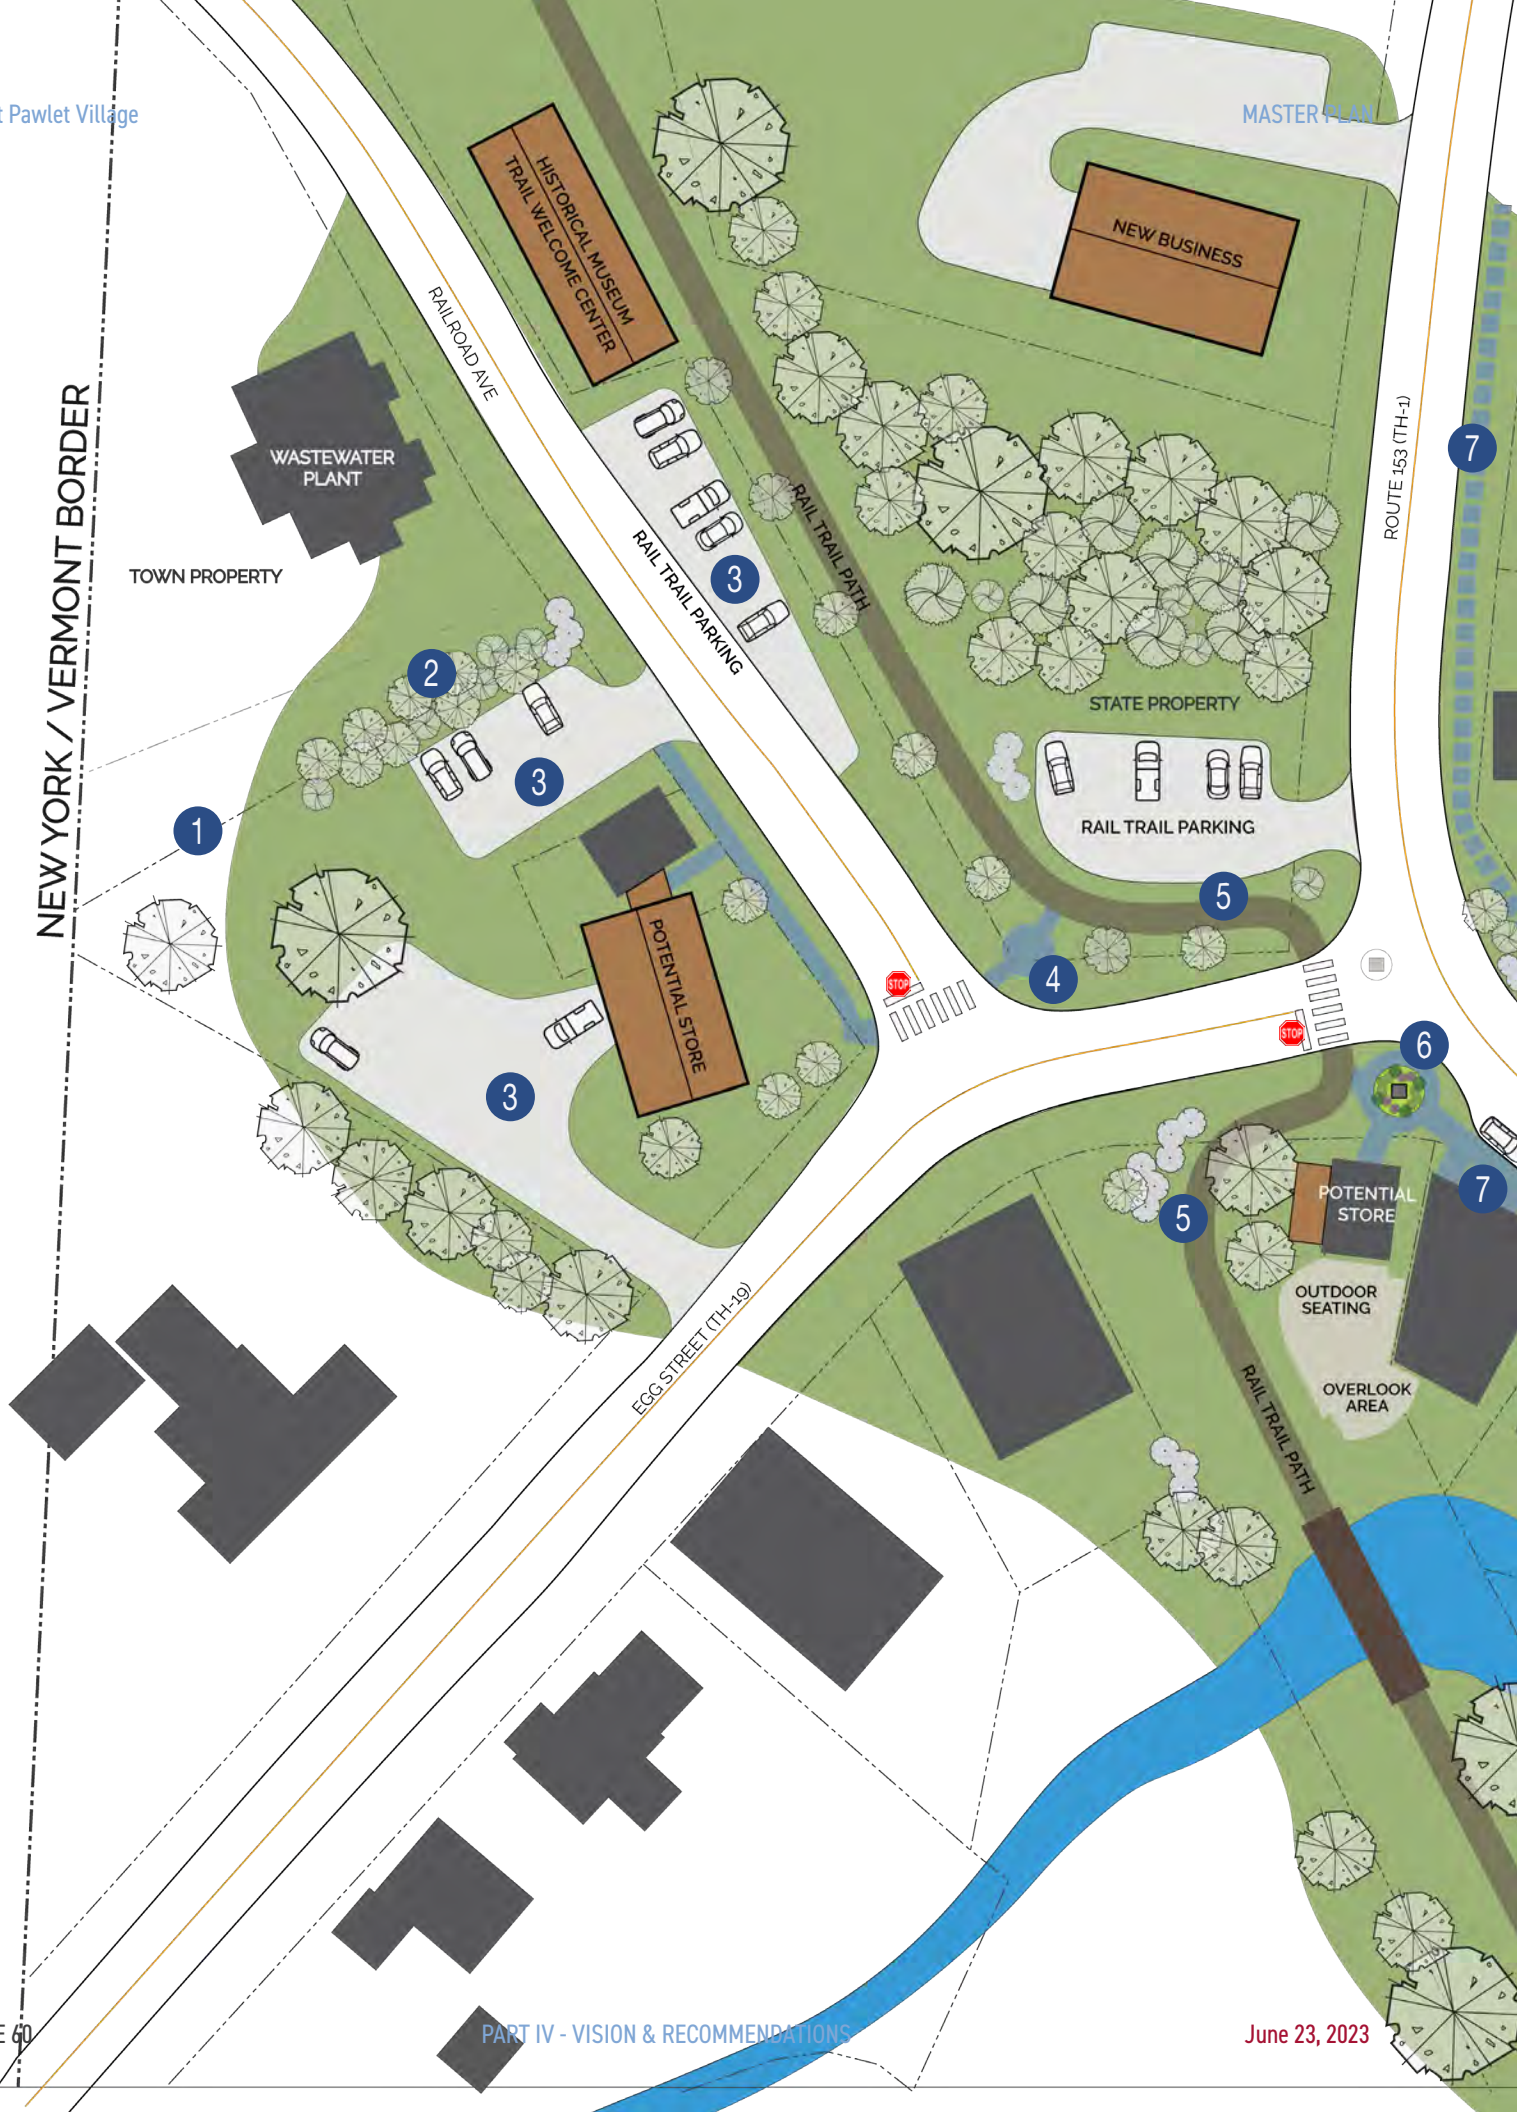 t Pawlet Village
MASTER PLAN
HISTORICAL MUSEUM
TRAIL WELCOME CENTER
NEW BUSINESS
RAILROAD AVE
ROUTE 153 (TH-1)
7
NEW YORK / VERMONT BORDER
WASTEWATER
PLANT
TOWN PROPERTY
RAIL TRAIL PARKING
3
RAIL TRAIL PATH
2
3
1
STATE PROPERTY
RAIL TRAIL PARKING
5
4
STOP
STOP
6
POTENTIAL STORE
3
5
POTENTIAL
STORE
7
OUTDOOR
SEATING
OVERLOOK
AREA
EGG STREET (TH-19)
RAIL TRAIL PATH
E 60
PART IV - VISION & RECOMMENDATIONS
June 23, 2023